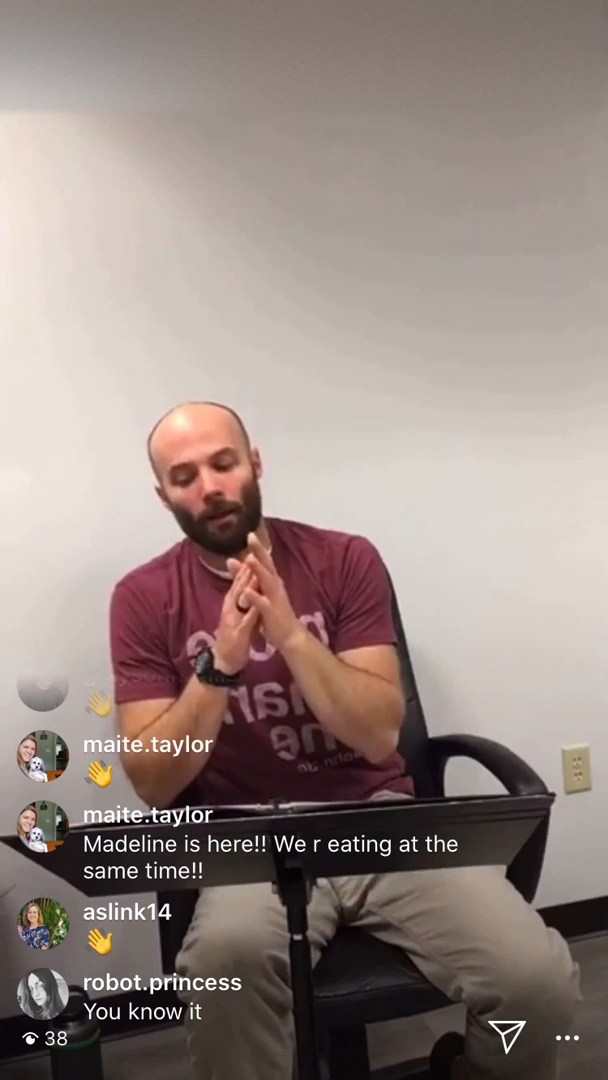 👋
maite.taylor
👋
maite.taylor
Madeline is here!! We r eating at the
same time!!
aslink14
👋
robot.princess
You know it
38